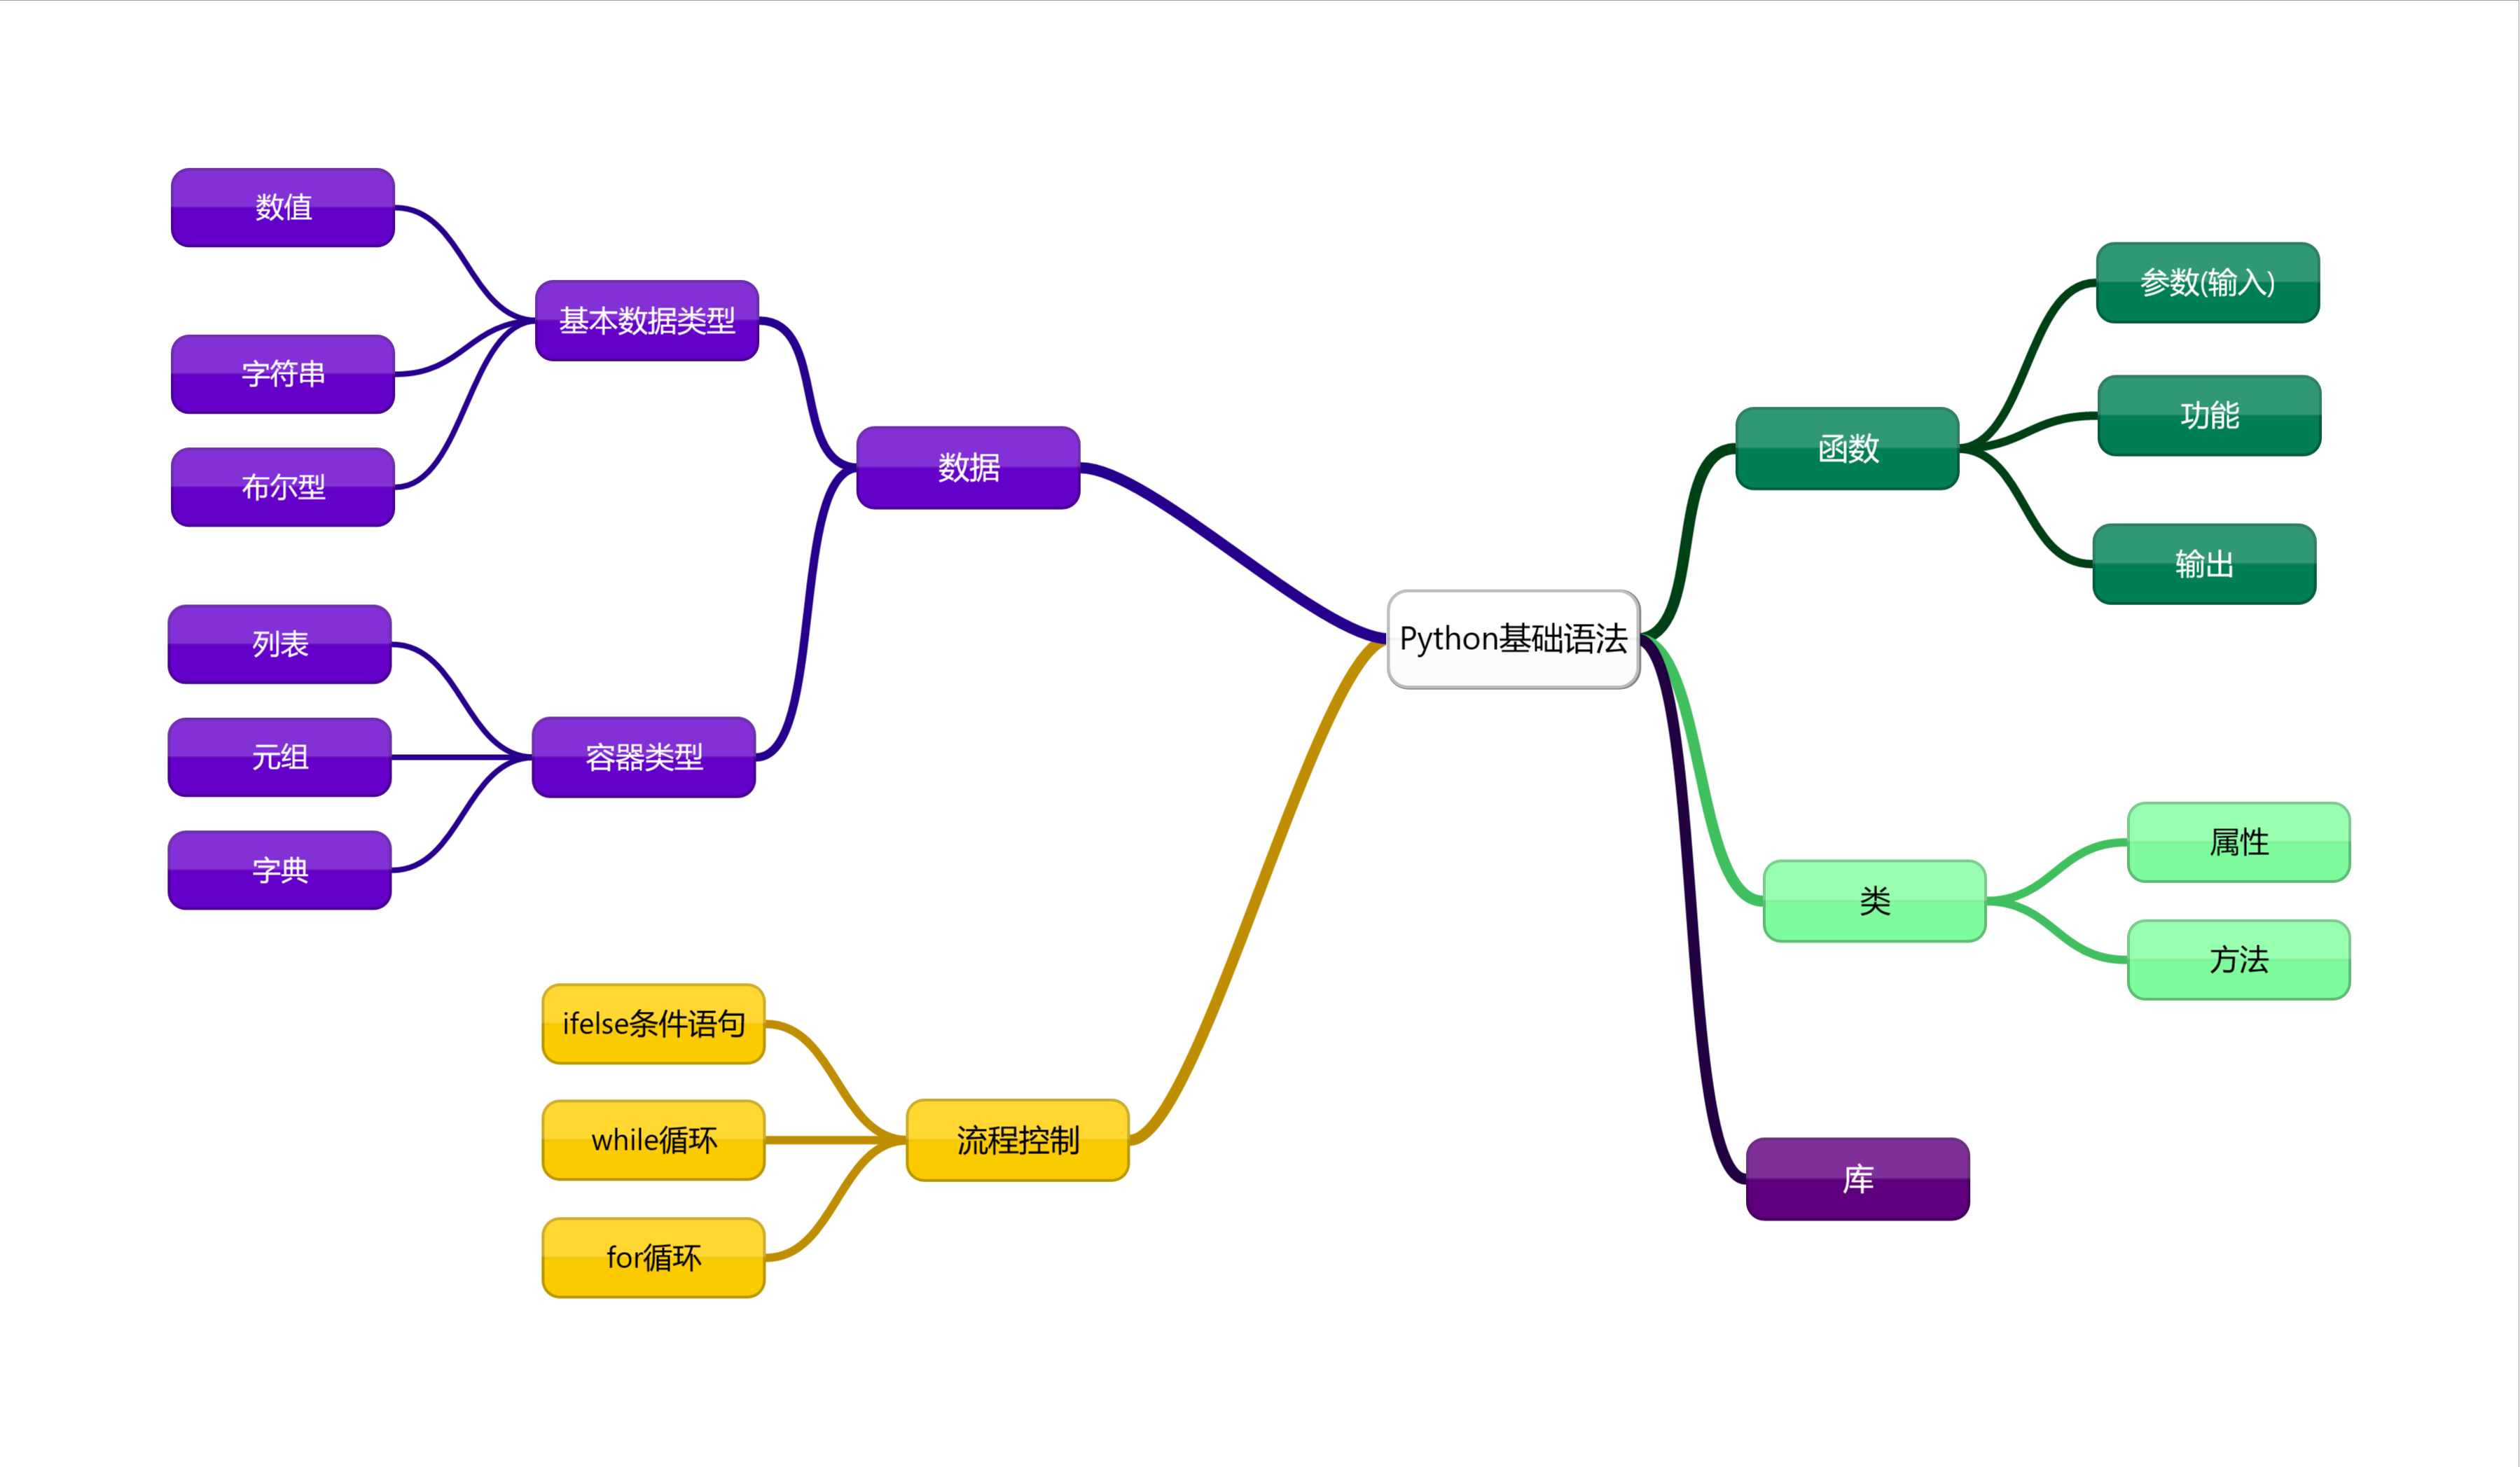 数值
基本数据类型
字符串
布尔型
数据
列表
元组
容器类型
字典
ifelse条件语句
while循环
流程控制
for循环
Python基础语法
参数(输入)
函数
功能
输出
属性
类
方法
库